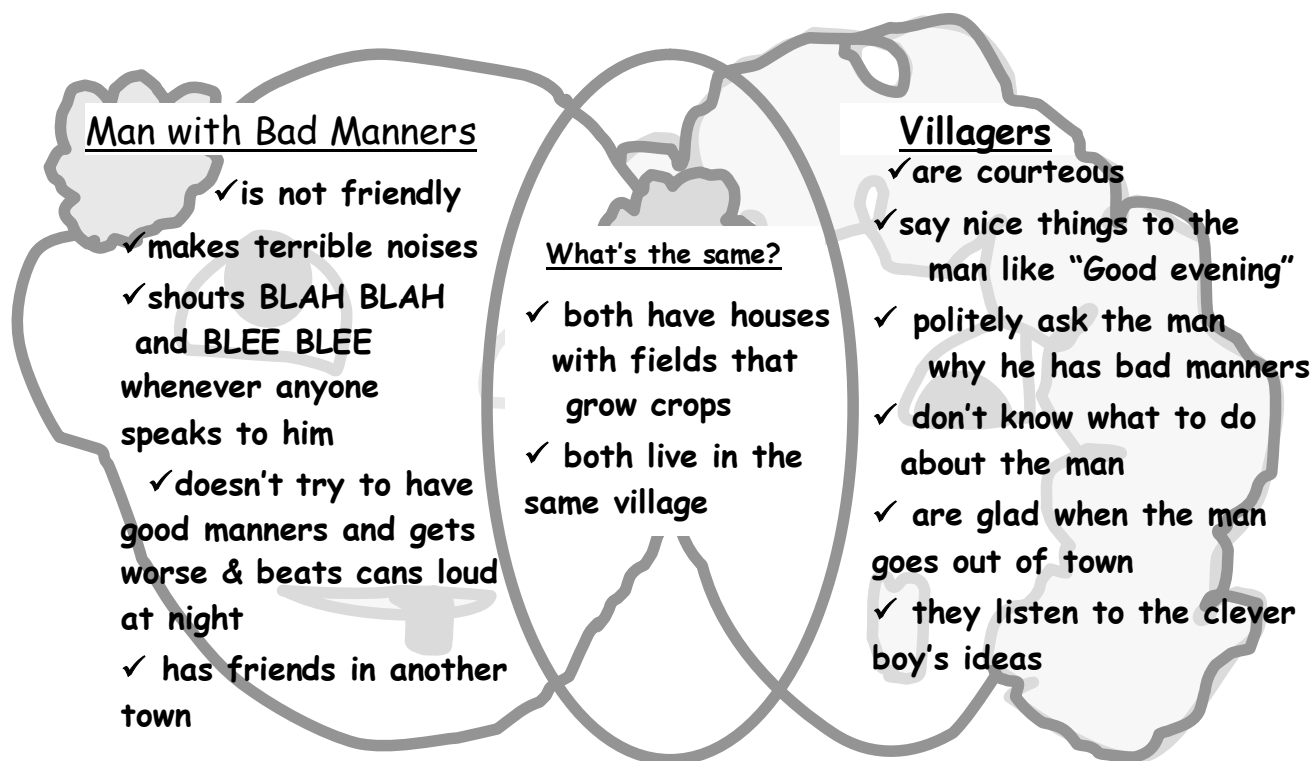 Man with Bad Manners
✓is not friendly
✓makes terrible noises
✓shouts BLAH BLAH
and BLEE BLEE
whenever anyone
speaks to him
✓doesn't try to have
good manners and gets
worse & beats cans loud
at night
✓ has friends in another
town
What's the same?
✓ both have houses
with fields that
grow crops
✓ both live in the
same village
Villagers
✓are courteous
✓say nice things to the
man like “Good evening”
✓ politely ask the man
why he has bad manners
✓ don't know what to do
about the man
✓ are glad when the man
goes out of town
✓ they listen to the clever
boy's ideas